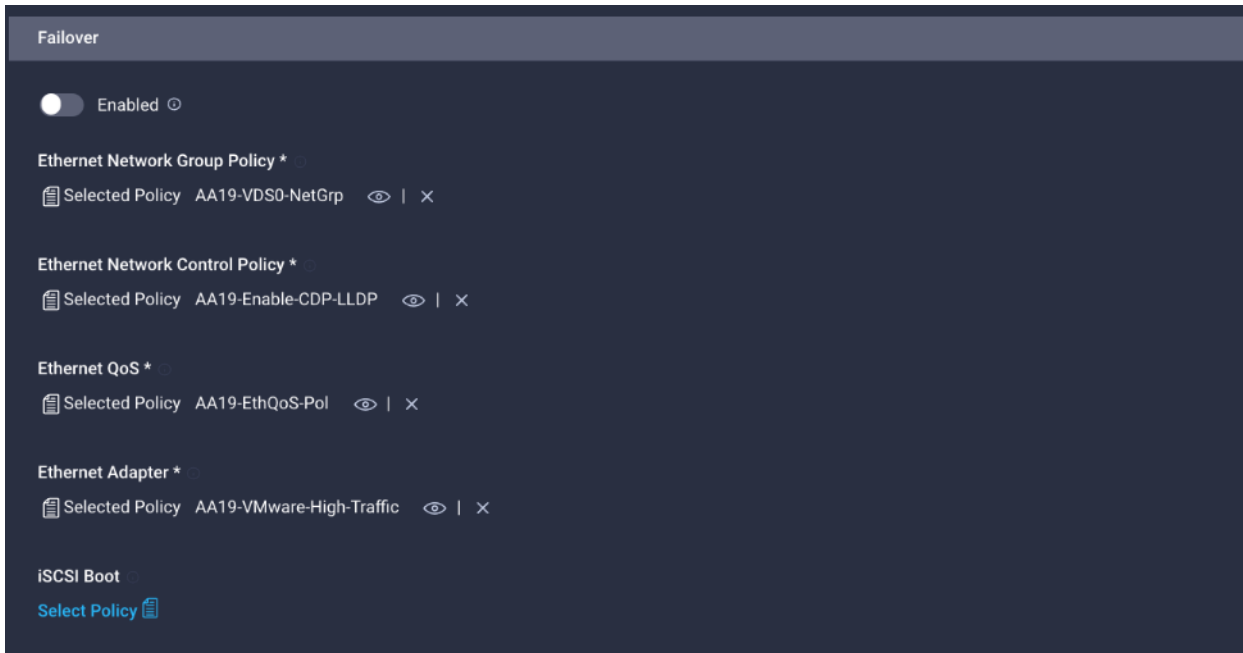 Failover
Enabled
Ethernet Network Group Policy *
Selected Policy AA19-VDS0-NetGrp |
Ethernet Network Control Policy *
Selected Policy AA19-Enable-CDP-LLDP |
Ethernet QoS *
Selected Policy AA19-EthQoS-Pol |
Ethernet Adapter *
Selected Policy AA19-VMware-High-Traffic |
iSCSI Boot
Select Policy